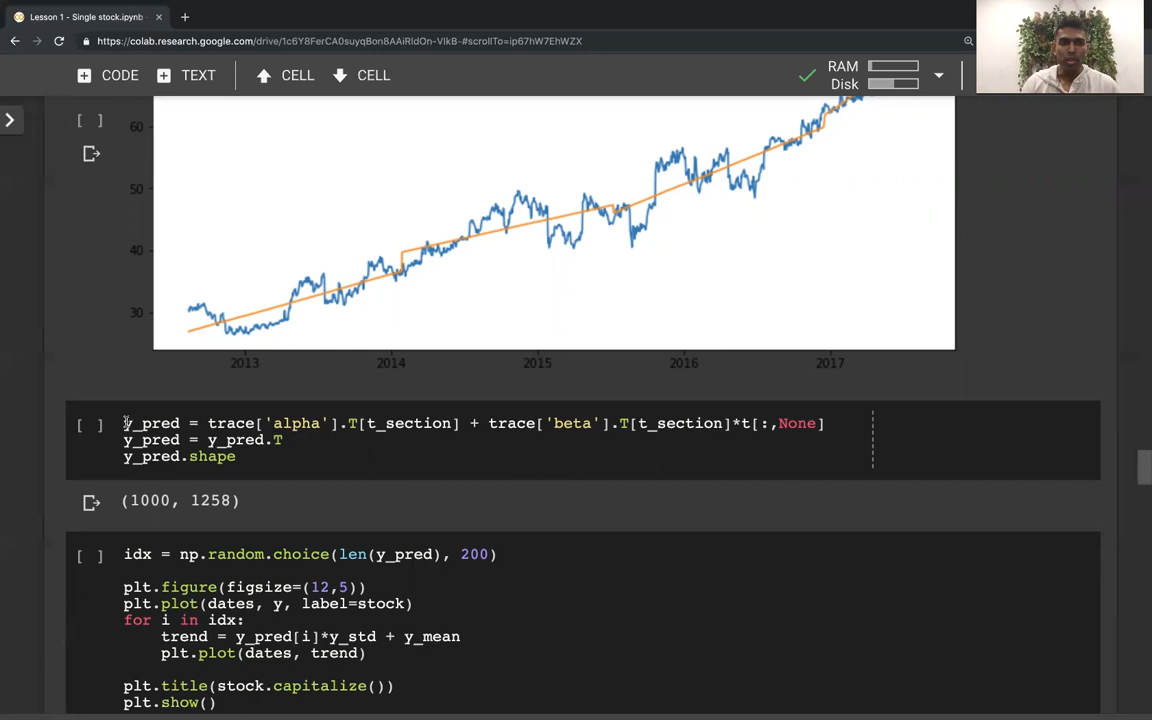 Lesson 1 - Single stock.ipynb
https://colab.research.google.com/drive/1c6Y8FerCA0suyqBon8AAiRIdOn-VIkB-#scrollTo=ip67hW7EhWZX
CODE TEXT CELL CELL
RAM
Disk
[ ]
60
50
40
30
2013 2014 2015 2016 2017
[ ] y_pred = trace['alpha'].T[t_section] + trace['beta'].T[t_section]*t[:,None]
y_pred = y_pred.T
y_pred.shape
(1000, 1258)
[ ] idx = np.random.choice(len(y_pred), 200)
plt.figure(figsize=(12,5))
plt.plot(dates, y, label=stock)
for i in idx:
trend = y_pred[i]*y_std + y_mean
plt.plot(dates, trend)
plt.title(stock.capitalize())
plt.show()